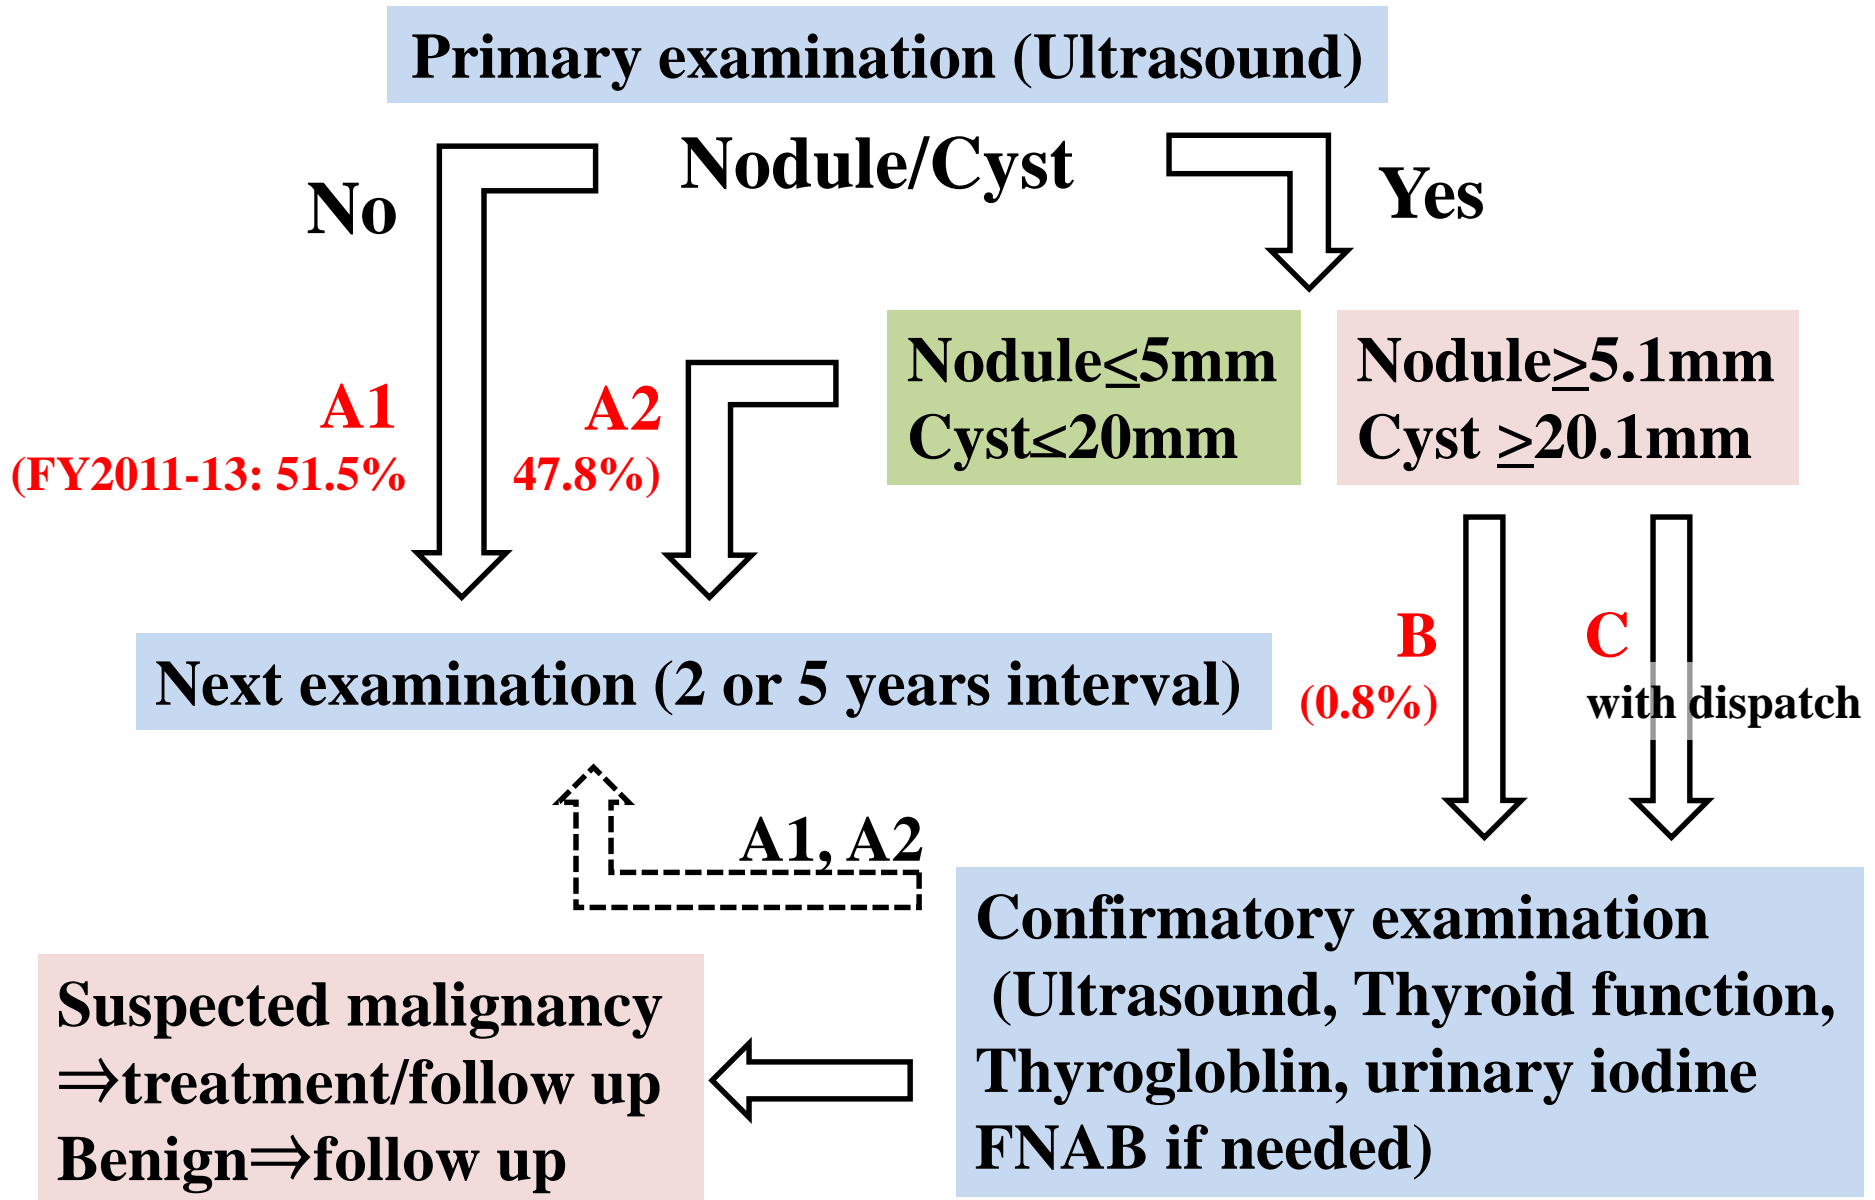 Primary examination (Ultrasound)
Nodule/Cyst
No
Yes
Nodule≤5mm
Cyst≤20mm
Nodule≥5.1mm
Cyst ≥20.1mm
A1
(FY2011-13: 51.5%
A2
47.8%)
B
(0.8%)
C
with dispatch
Next examination (2 or 5 years interval)
A1, A2
Confirmatory examination
(Ultrasound, Thyroid function,
Thyrogloblin, urinary iodine
FNAB if needed)
Suspected malignancy
⇒treatment/follow up
Benign⇒follow up